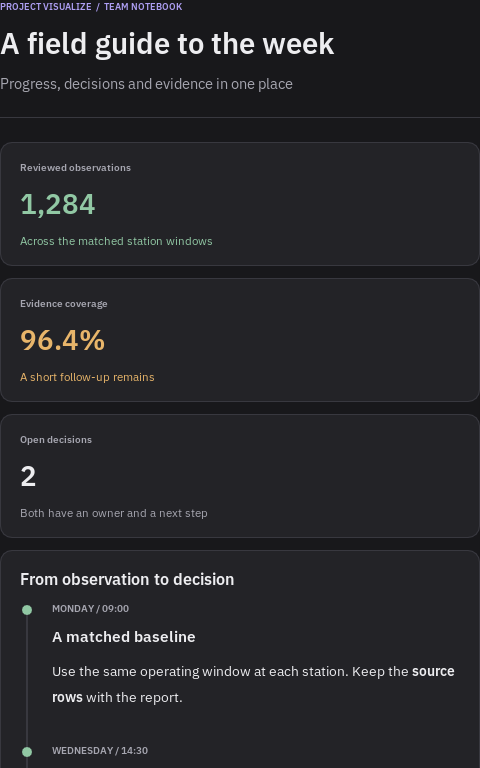 PROJECT VISUALIZE / TEAM NOTEBOOK
A field guide to the week
Progress, decisions and evidence in one place
Reviewed observations
1,284
Across the matched station windows
Evidence coverage
96.4%
A short follow-up remains
Open decisions
2
Both have an owner and a next step
From observation to decision
MONDAY / 09:00
A matched baseline
Use the same operating window at each station. Keep the source
rows with the report.
WEDNESDAY / 14:30